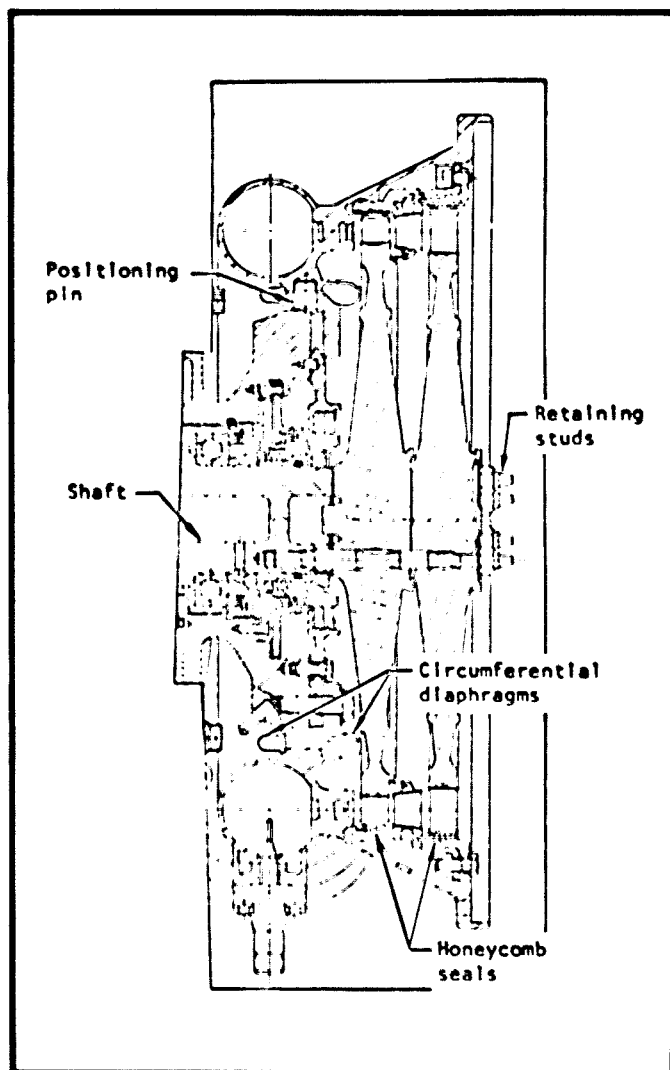 Positioning
pin
Retaining
studs
Shaft
Circumferential
diaphragms
Honeycomb
seals